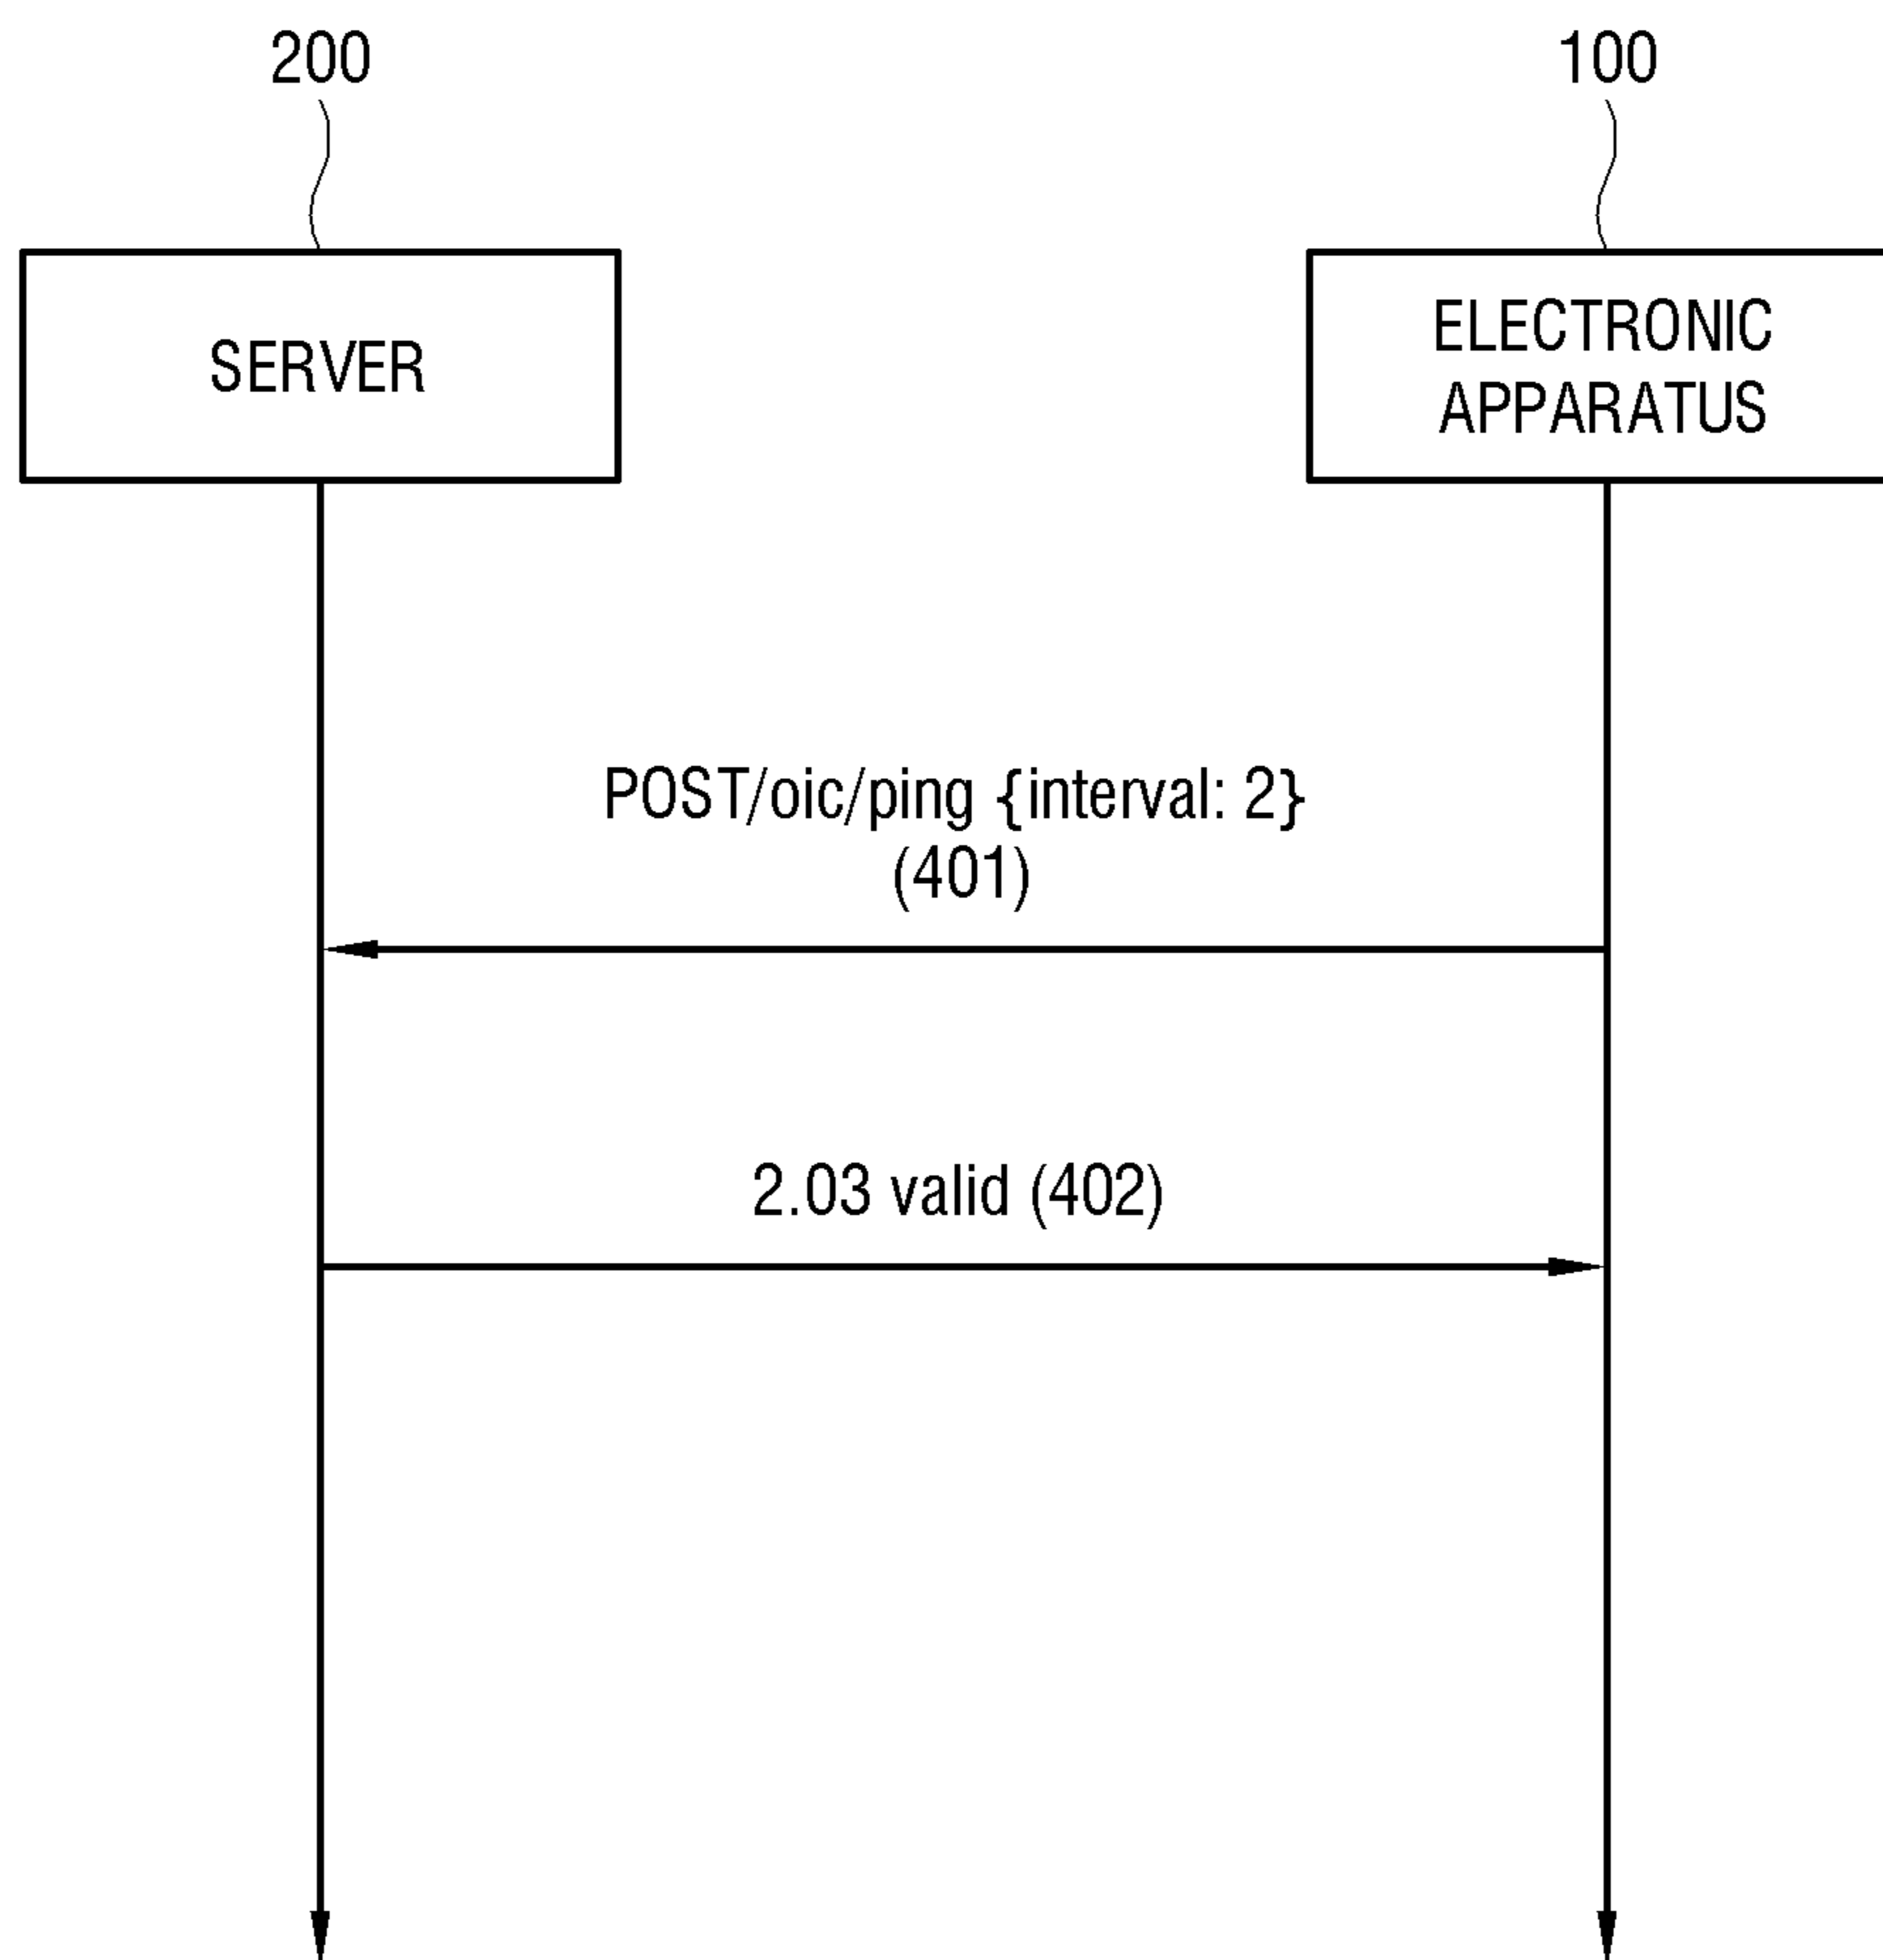 200
100
SERVER
ELECTRONIC
APPARATUS
POST/oic/ping {interval: 2}
(401)
2.03 valid (402)